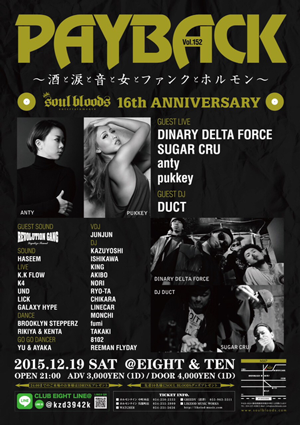 PAYBACK
Vol.152
〜酒と涙と音と女とファンクとホルモン〜
soul bloods 16th ANNIVERSARY
GUEST LIVE
DINARY DELTA FORCE
SUGAR CRU
anty
pukkey
GUEST DJ
DUCT
ANTY
PUKKEY
GUEST SOUND
REVOLUTION GANG
SOUND
HASEEM
LIVE
K.K FLOW
K4
UND
LICK
GALAXY HYPE
DANCE
BROOKLYN STEPPERZ
RIKIYA & KENTA
GO GO DANCER
YU & AYAKA
VDJ
JUNJUN
DJ
KAZUYOSHI
ISHIKAWA
KING
AKIBO
NORI
RYO-TA
CHIKARA
LINECAR
MONCHI
fumi
TAKAKI
8102
REEMAN FLYDAY
DINARY DELTA FORCE
DJ DUCT
SUGAR CRU
2015.12.19 SAT @EIGHT & TEN
OPEN 21:00 ADV 3,000YEN (1D) / DOOR 4,000YEN (1D)
LINE
CLUB EIGHT LINE@
@kzd3942k
TICKET INFO.